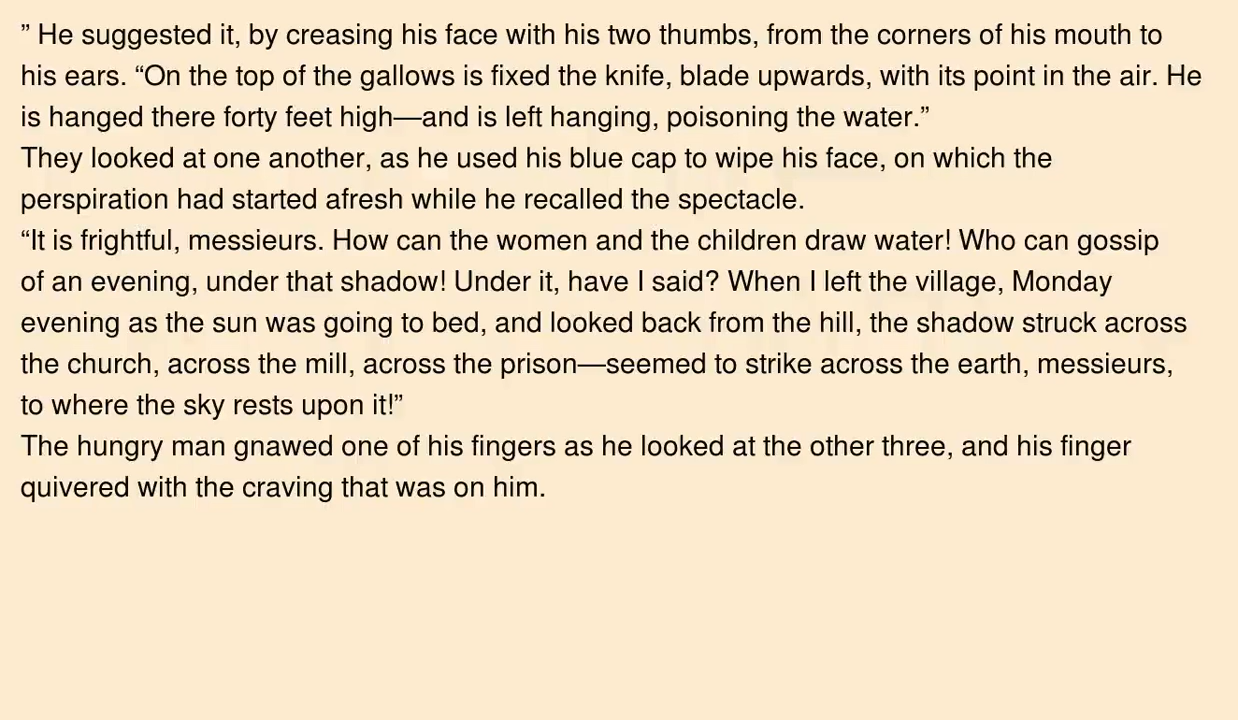 ” He suggested it, by creasing his face with his two thumbs, from the corners of his mouth to
his ears. “On the top of the gallows is fixed the knife, blade upwards, with its point in the air. He
is hanged there forty feet high—and is left hanging, poisoning the water.”
They looked at one another, as he used his blue cap to wipe his face, on which the
perspiration had started afresh while he recalled the spectacle.
“It is frightful, messieurs. How can the women and the children draw water! Who can gossip
of an evening, under that shadow! Under it, have I said? When I left the village, Monday
evening as the sun was going to bed, and looked back from the hill, the shadow struck across
the church, across the mill, across the prison—seemed to strike across the earth, messieurs,
to where the sky rests upon it!”
The hungry man gnawed one of his fingers as he looked at the other three, and his finger
quivered with the craving that was on him.